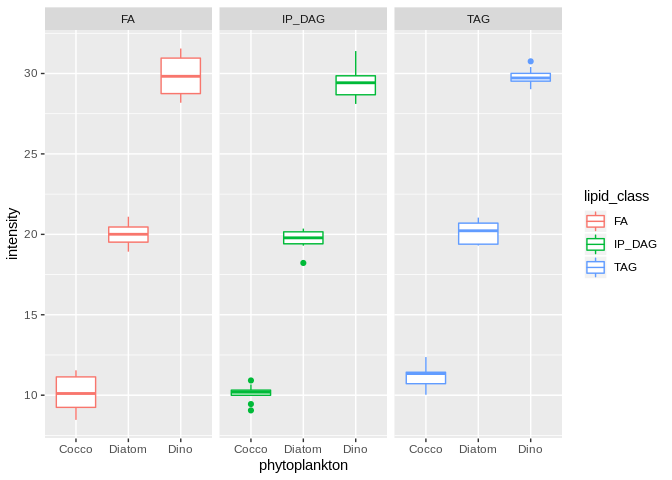 FA
IP_DAG
TAG
30
25
20
15
10
intensity
Cocco Diatom Dino
Cocco Diatom Dino
Cocco Diatom Dino
phytoplankton
lipid_class
FA
IP_DAG
TAG